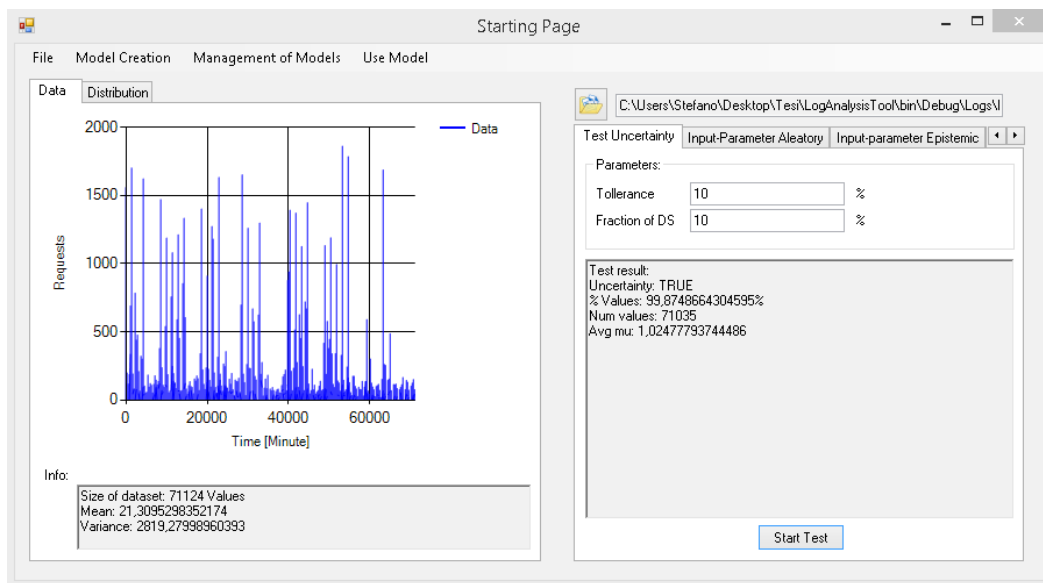 Starting Page
File Model Creation Management of Models Use Model
Data Distribution
2000
1500
1000
500
0
Requests
0 20000 40000 60000
Time [Minute]
Data
Info:
Size of dataset: 71124 Values
Mean: 21,3095298352174
Variance: 2819,27998960393
C:\Users\Stefano\Desktop\Tesi\LogAnalysisTool\bin\Debug\Logs\I
Test Uncertainty Input-Parameter Aleatory Input-parameter Epistemic
Parameters:
Tollerance 10 %
Fraction of DS 10 %
Test result:
Uncertainty: TRUE
% Values: 99,8748664304595%
Num values: 71035
Avg mu: 1,02477793744486
Start Test